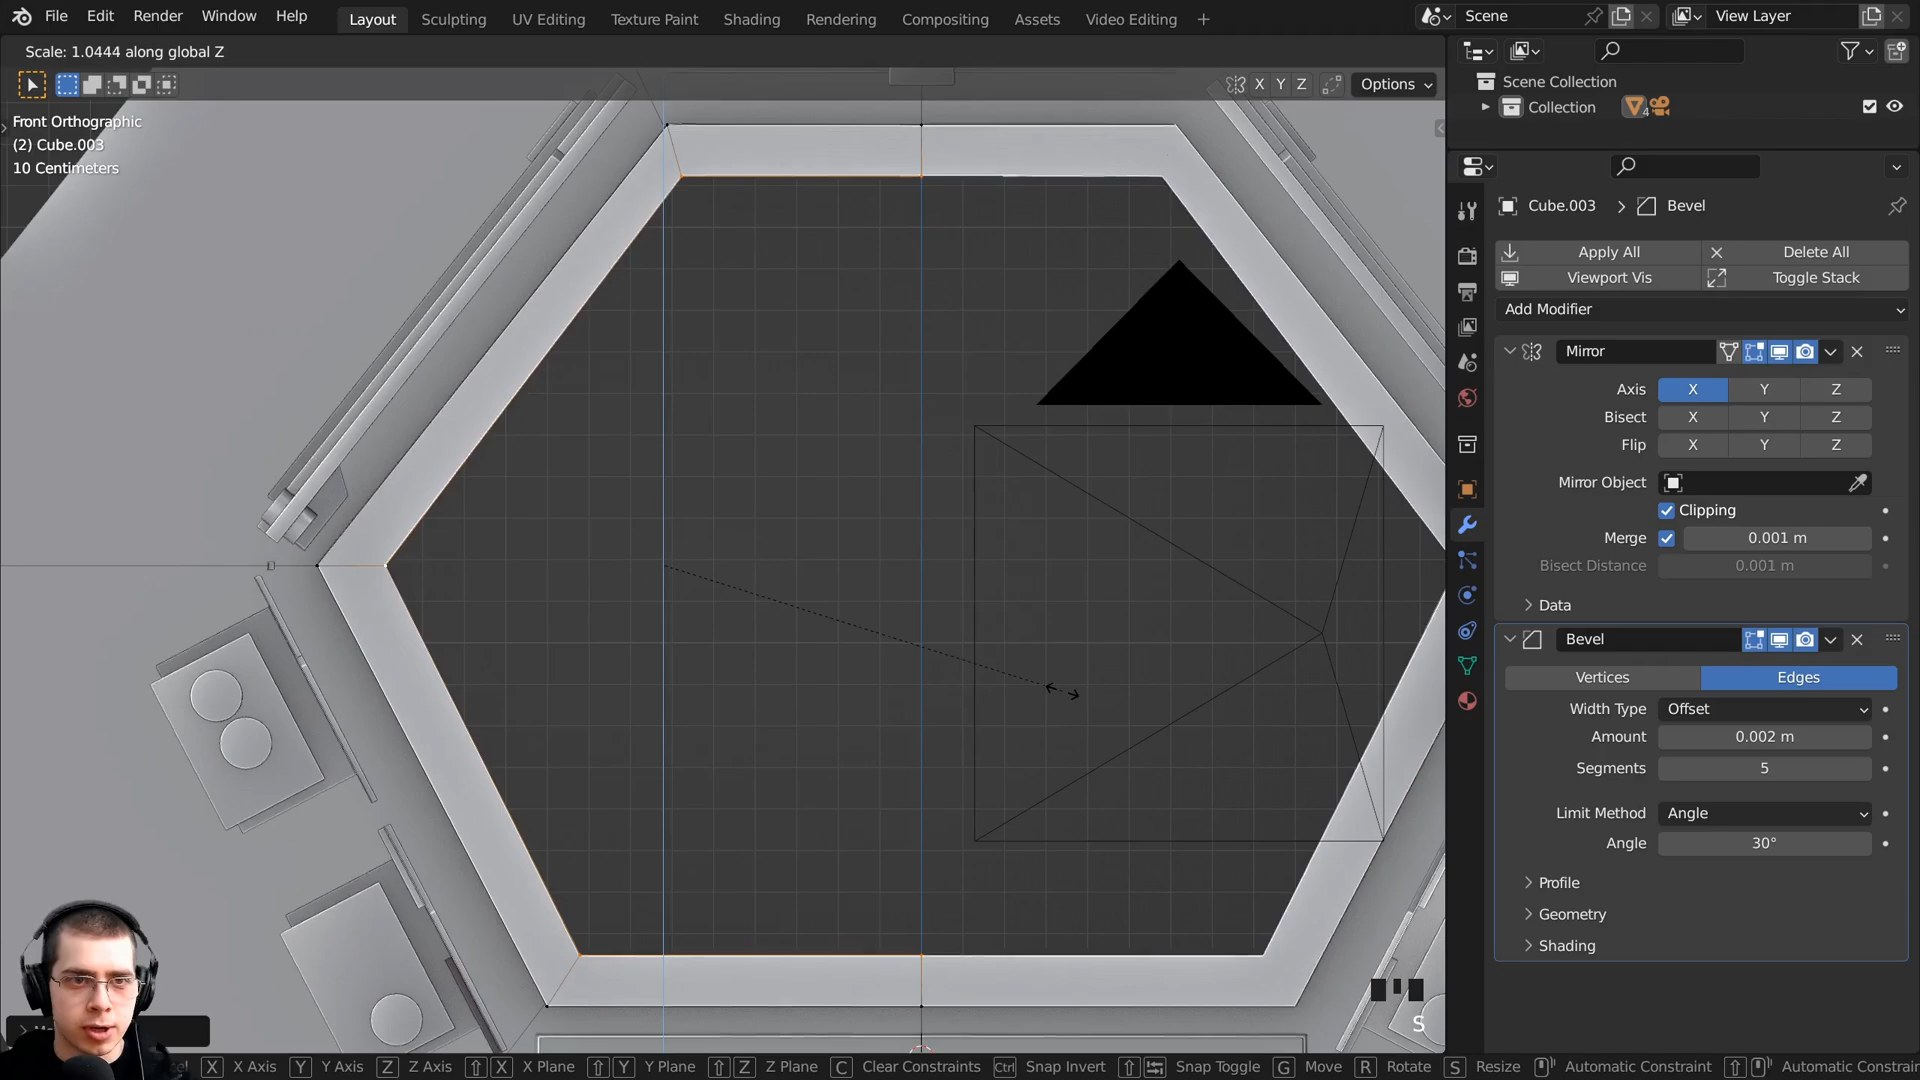 File Edit Render Window Help
Layout Sculpting UV Editing Texture Paint Shading Rendering Compositing Assets Video Editing +
Scene
View Layer
Scale: 1.0444 along global Z
X Y Z
Options
Front Orthographic
(2) Cube.003
10 Centimeters
Scene Collection
Collection 4
Cube.003 > Bevel
Apply All Delete All
Viewport Vis Toggle Stack
Add Modifier
Mirror
Axis X Y Z
Bisect X Y Z
Flip X Y Z
Mirror Object
Clipping
Merge 0.001 m
Bisect Distance 0.001 m
Data
Bevel
Vertices Edges
Width Type Offset
Amount 0.002 m
Segments 5
Limit Method Angle
Angle 30°
Profile
Geometry
Shading
S
X X Axis Y Y Axis Z Z Axis X X Plane Y Y Plane Z Z Plane C Clear Constraints Ctrl Snap Invert Snap Toggle G Move R Rotate S Resize Automatic Constraint